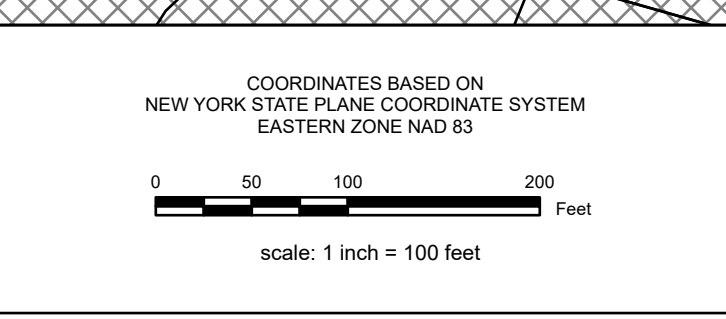 COORDINATES BASED ON
NEW YORK STATE PLANE COORDINATE SYSTEM
EASTERN ZONE NAD 83
0 50 100 200
Feet
scale: 1 inch = 100 feet